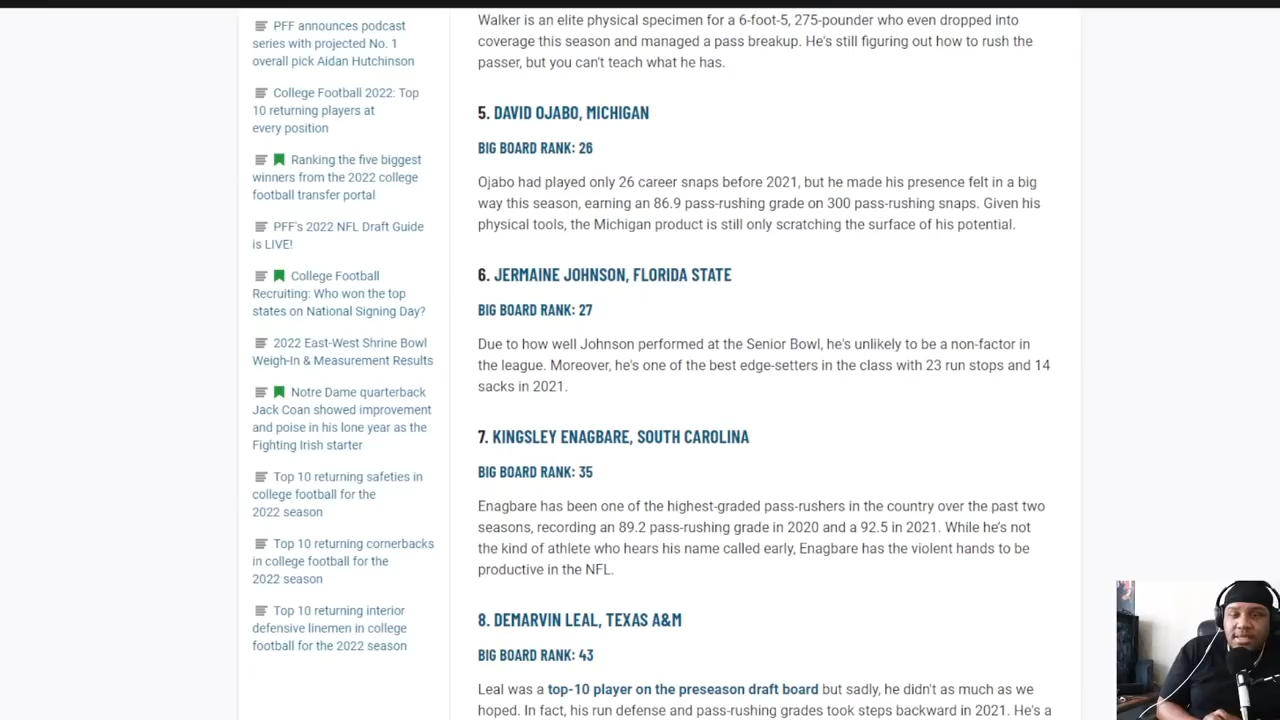 PFF announces podcast
series with projected No. 1
overall pick Aidan Hutchinson
College Football 2022: Top
10 returning players at
every position
Ranking the five biggest
winners from the 2022 college
football transfer portal
PFF's 2022 NFL Draft Guide
is LIVE!
College Football
Recruiting: Who won the top
states on National Signing Day?
2022 East-West Shrine Bowl
Weigh-In & Measurement Results
Notre Dame quarterback
Jack Coan showed improvement
and poise in his lone year as the
Fighting Irish starter
Top 10 returning safeties in
college football for the
2022 season
Top 10 returning cornerbacks
in college football for the
2022 season
Top 10 returning interior
defensive linemen in college
football for the 2022 season
Walker is an elite physical specimen for a 6-foot-5, 275-pounder who even dropped into
coverage this season and managed a pass breakup. He's still figuring out how to rush the
passer, but you can't teach what he has.
5. DAVID OJABO, MICHIGAN
BIG BOARD RANK: 26
Ojabo had played only 26 career snaps before 2021, but he made his presence felt in a big
way this season, earning an 86.9 pass-rushing grade on 300 pass-rushing snaps. Given his
physical tools, the Michigan product is still only scratching the surface of his potential.
6. JERMAINE JOHNSON, FLORIDA STATE
BIG BOARD RANK: 27
Due to how well Johnson performed at the Senior Bowl, he's unlikely to be a non-factor in
the league. Moreover, he's one of the best edge-setters in the class with 23 run stops and 14
sacks in 2021.
7. KINGSLEY ENAGBARE, SOUTH CAROLINA
BIG BOARD RANK: 35
Enagbare has been one of the highest-graded pass-rushers in the country over the past two
seasons, recording an 89.2 pass-rushing grade in 2020 and a 92.5 in 2021. While he's not
the kind of athlete who hears his name called early, Enagbare has the violent hands to be
productive in the NFL.
8. DEMARVIN LEAL, TEXAS A&M
BIG BOARD RANK: 43
Leal was a top-10 player on the preseason draft board but sadly, he didn't as much as we
hoped. In fact, his run defense and pass-rushing grades took steps backward in 2021. He's a